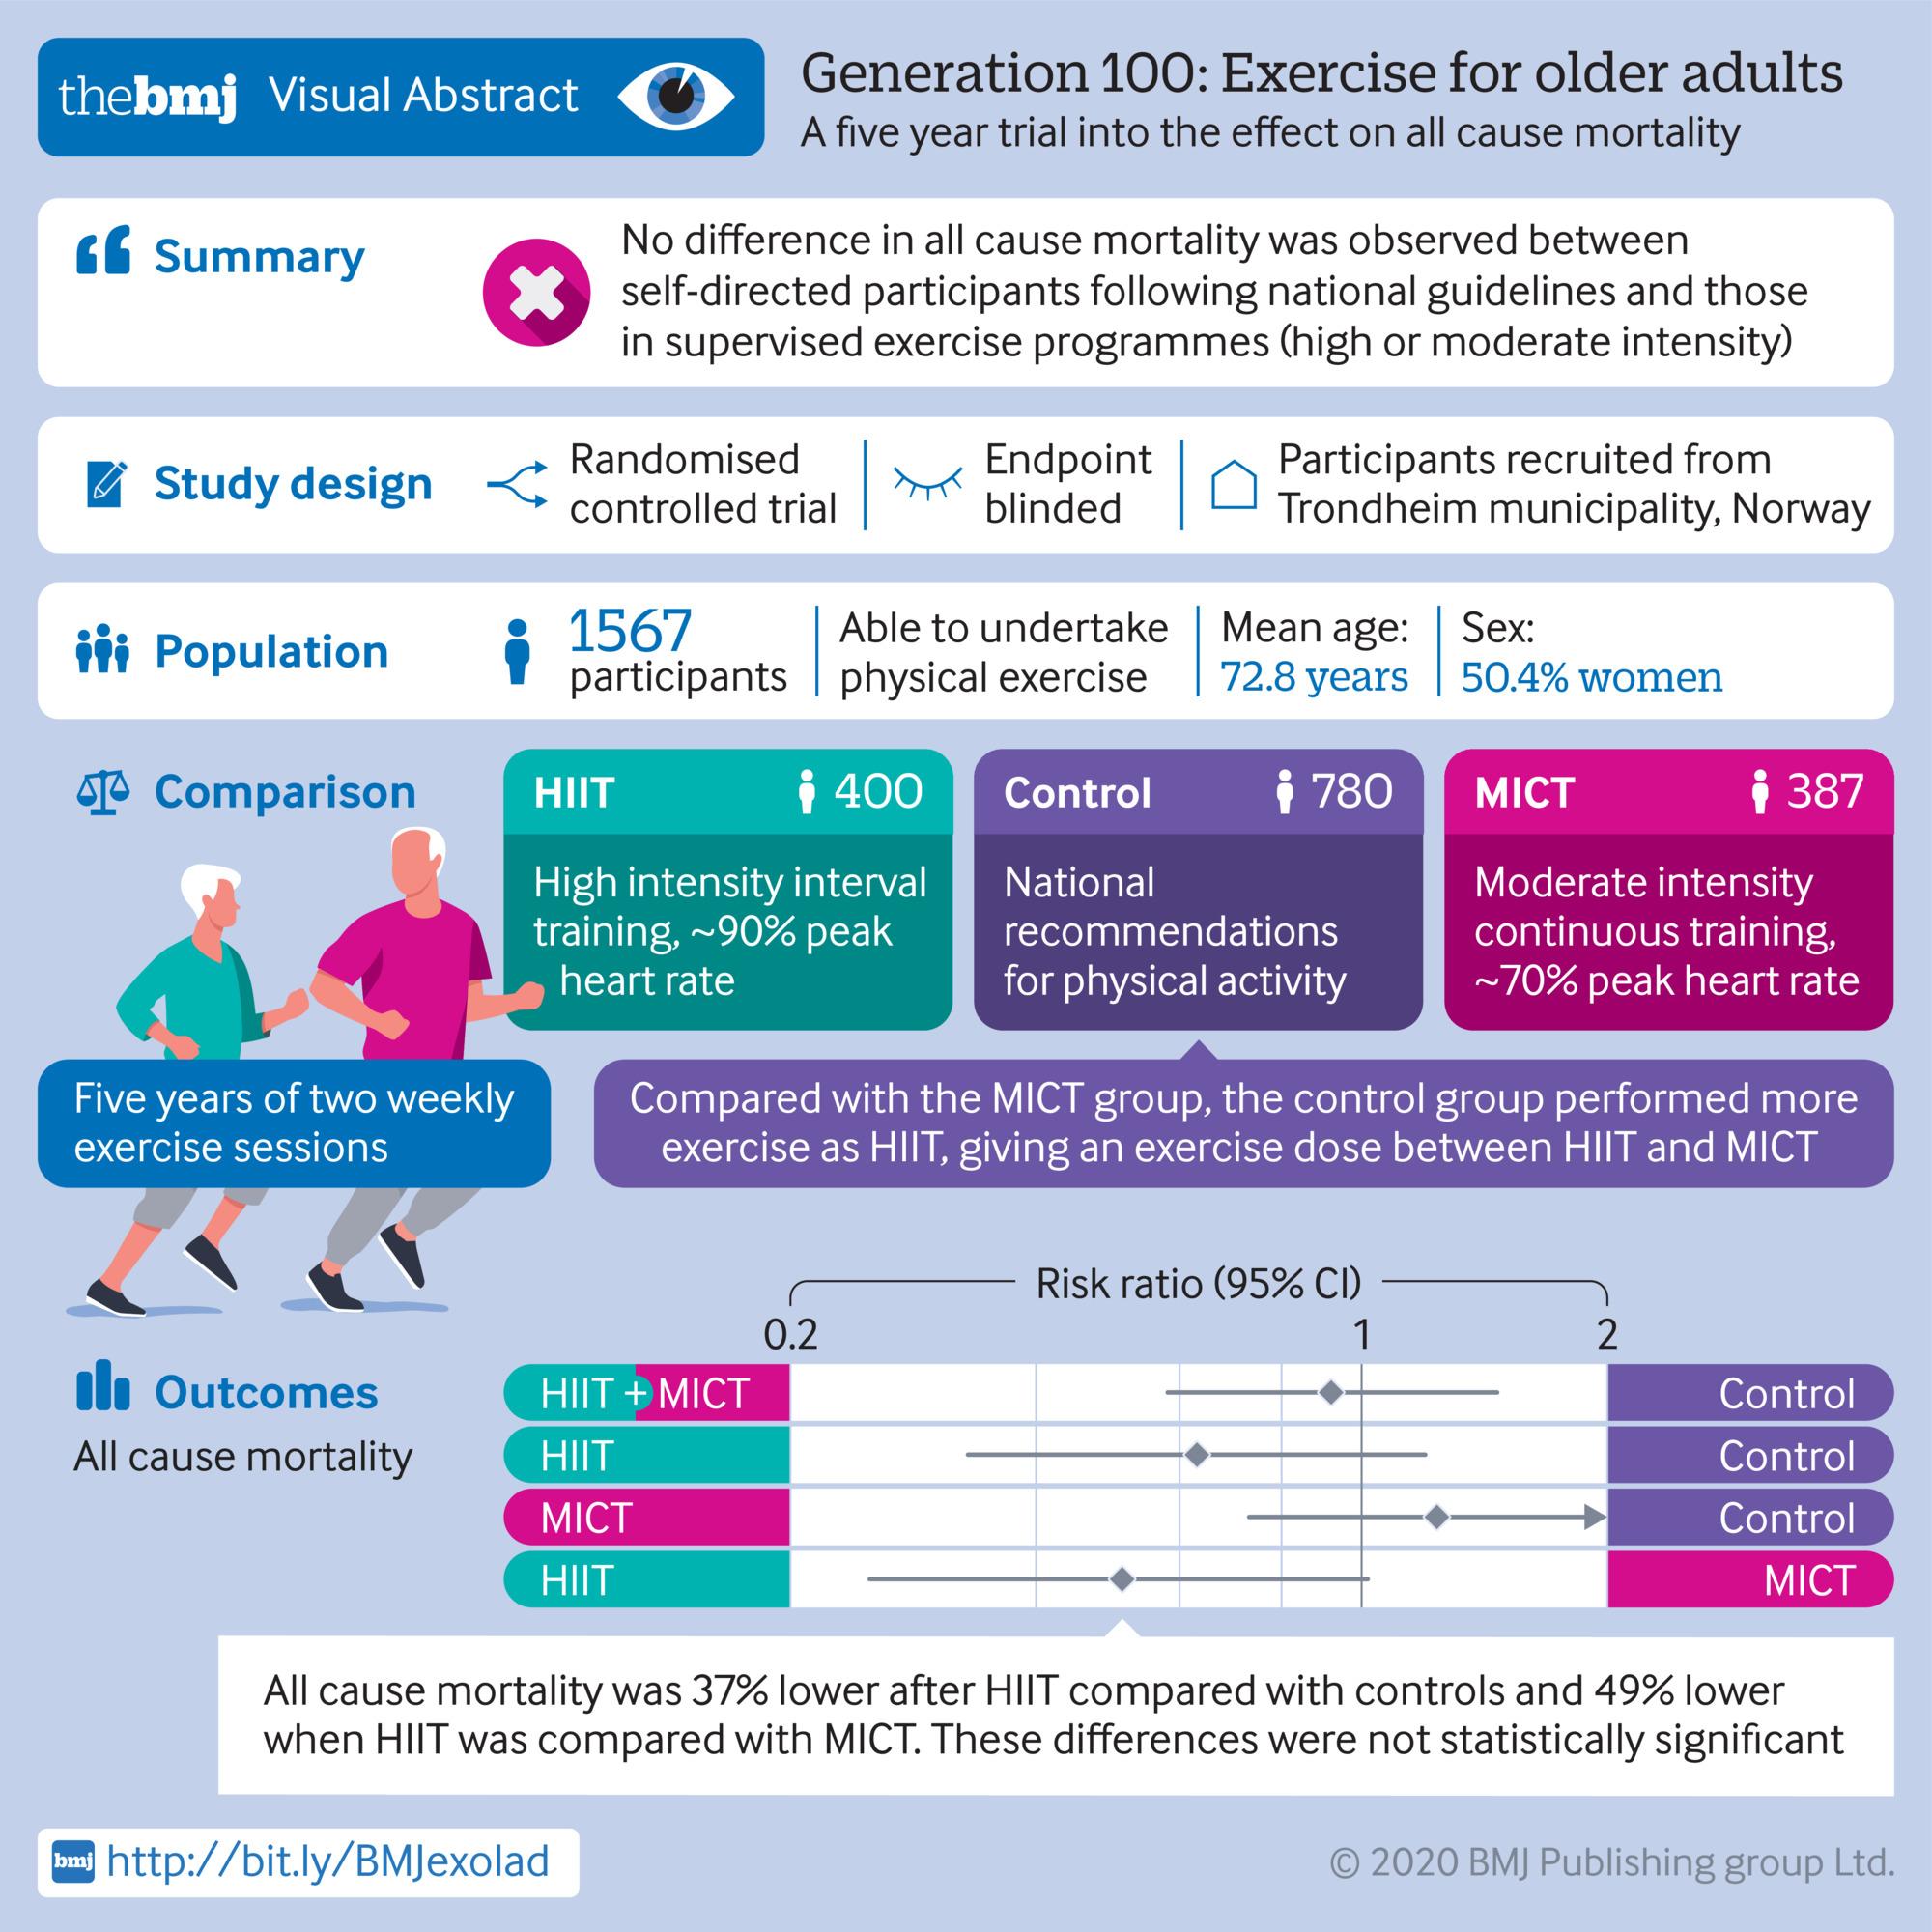 thebmj Visual Abstract
Generation 100: Exercise for older adults
A five year trial into the effect on all cause mortality
Summary
No difference in all cause mortality was observed between
self-directed participants following national guidelines and those
in supervised exercise programmes (high or moderate intensity)
Study design
Randomised
controlled trial
Endpoint
blinded
Participants recruited from
Trondheim municipality, Norway
Population
1567
participants
Able to undertake
physical exercise
Mean age:
72.8 years
Sex:
50.4% women
Comparison
HIIT 400
High intensity interval
training, ~90% peak
heart rate
Control 780
National
recommendations
for physical activity
MICT 387
Moderate intensity
continuous training,
~70% peak heart rate
Five years of two weekly
exercise sessions
Compared with the MICT group, the control group performed more
exercise as HIIT, giving an exercise dose between HIIT and MICT
Risk ratio (95% CI)
0.2 1 2
Outcomes
All cause mortality
HIIT + MICT Control
HIIT Control
MICT Control
HIIT MICT
All cause mortality was 37% lower after HIIT compared with controls and 49% lower
when HIIT was compared with MICT. These differences were not statistically significant
bmj http://bit.ly/BMJexolad
© 2020 BMJ Publishing group Ltd.